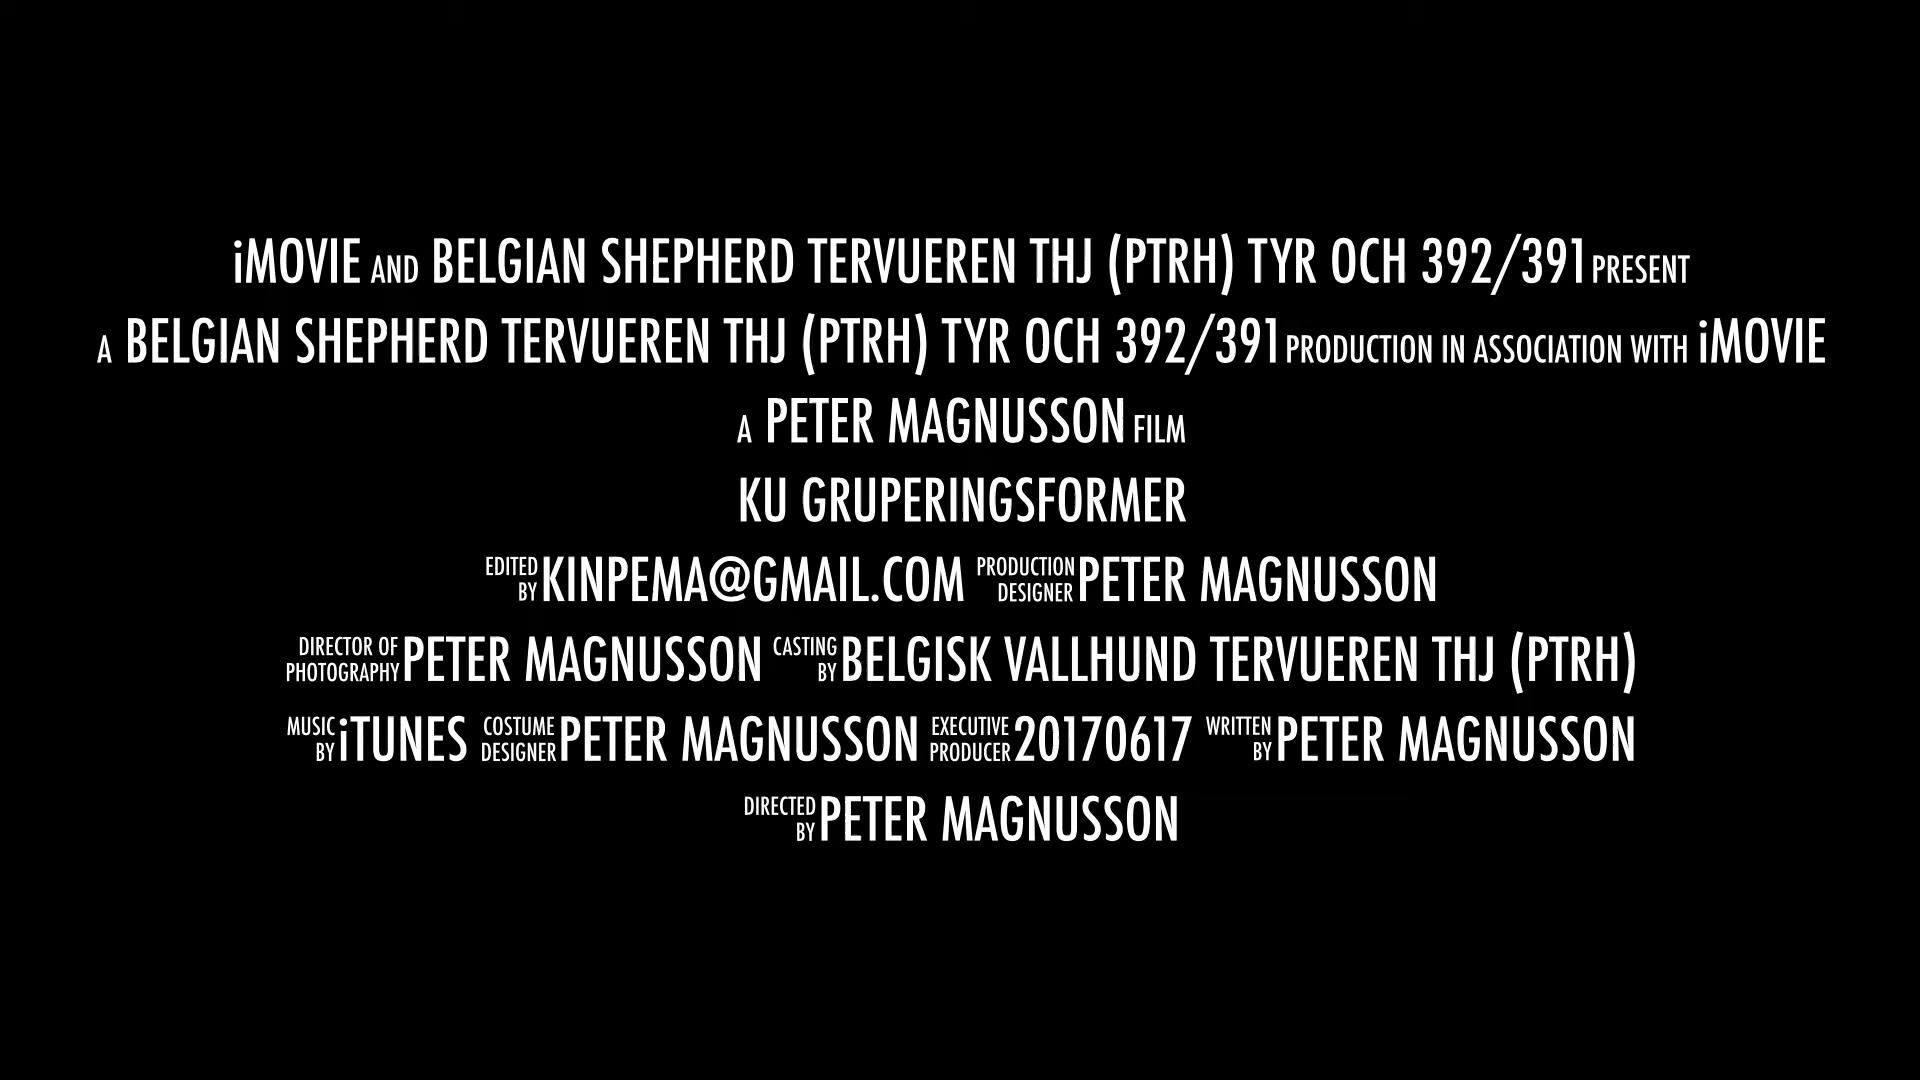 iMOVIE AND BELGIAN SHEPHERD TERVUEREN THJ (PTRH) TYR OCH 392/391 PRESENT
A BELGIAN SHEPHERD TERVUEREN THJ (PTRH) TYR OCH 392/391 PRODUCTION IN ASSOCIATION WITH iMOVIE
A PETER MAGNUSSON FILM
KU GRUPERINGSFORMER
EDITED BY KINPEMA@GMAIL.COM PRODUCTION DESIGNER PETER MAGNUSSON
DIRECTOR OF PHOTOGRAPHY PETER MAGNUSSON CASTING BY BELGISK VALLHUND TERVUEREN THJ (PTRH)
MUSIC BY iTUNES COSTUME DESIGNER PETER MAGNUSSON EXECUTIVE PRODUCER 20170617 WRITTEN BY PETER MAGNUSSON
DIRECTED BY PETER MAGNUSSON